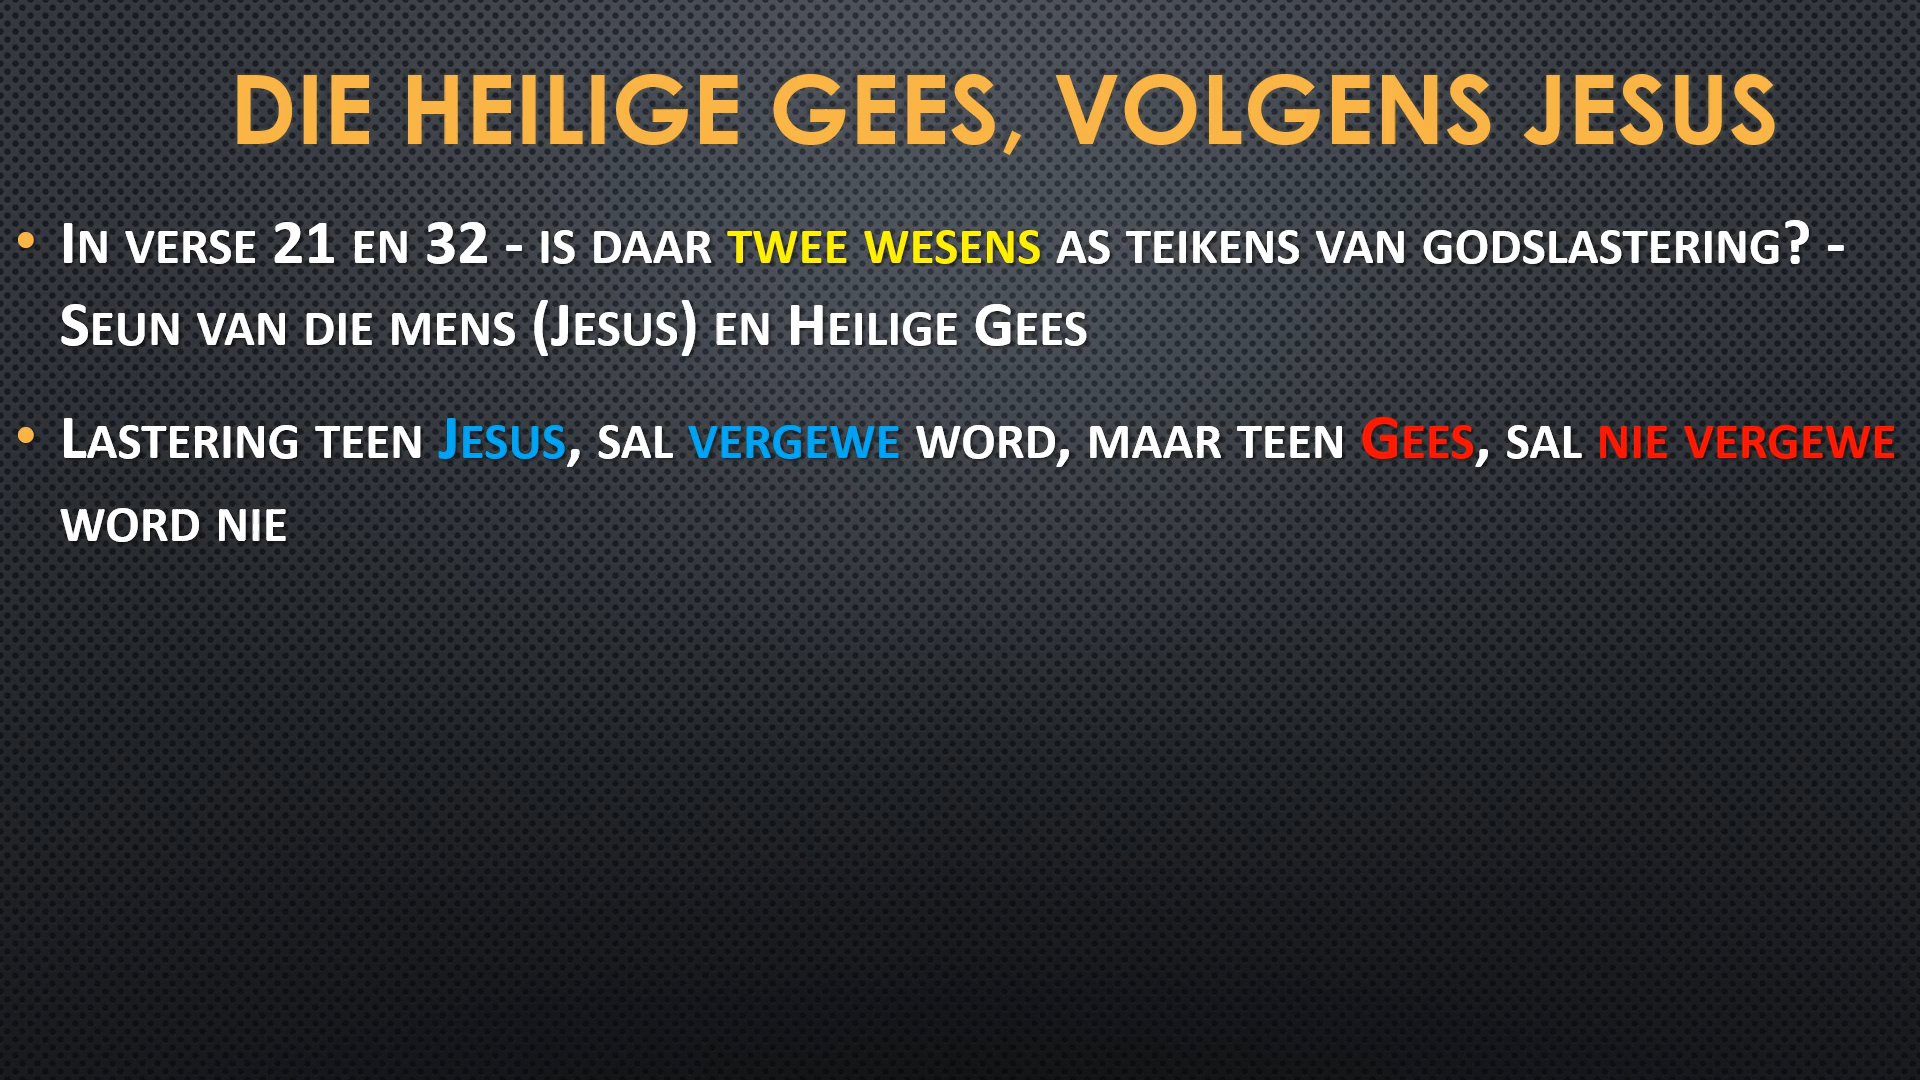 DIE HEILIGE GEES, VOLGENS JESUS
• In verse 21 en 32 - is daar twee wesens as teikens van godslastering? -
Seun van die mens (Jesus) en Heilige Gees
• Lastering teen Jesus, sal vergewe word, maar teen Gees, sal nie vergewe
word nie